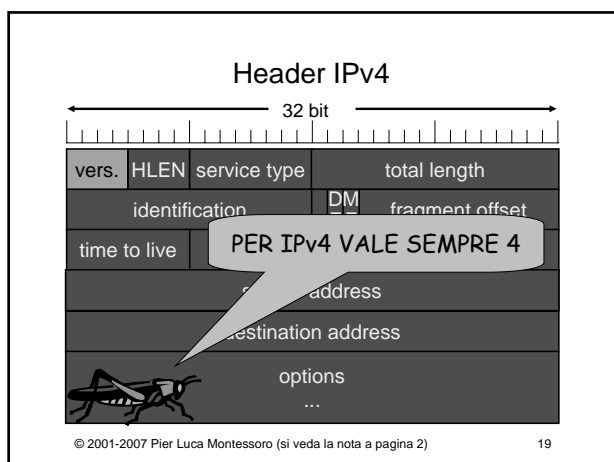 Header IPv4
32 bit
vers. HLEN service type total length
identification DM fragment offset
time to live
PER IPv4 VALE SEMPRE 4
address
destination address
options
...
© 2001-2007 Pier Luca Montessoro (si veda la nota a pagina 2) 19